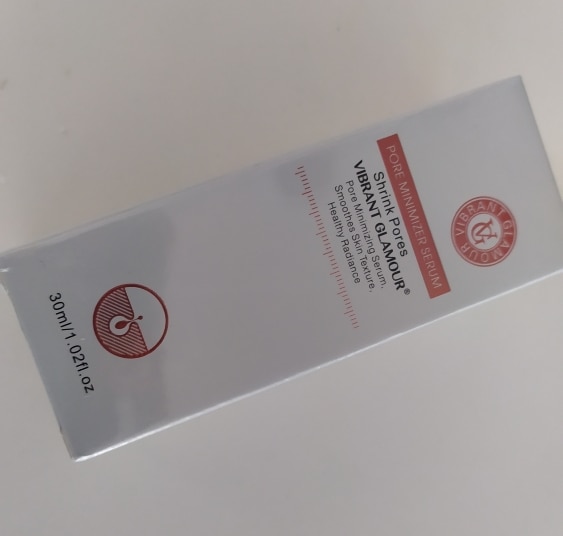 VIBRANT GLAMOUR
VG
PORE MINIMIZER SERUM
Shrink Pores
VIBRANT GLAMOUR®
Pore Minimizing Serum,
Smoothes Skin Texture,
Healthy Radiance
30ml/1.02fl.oz